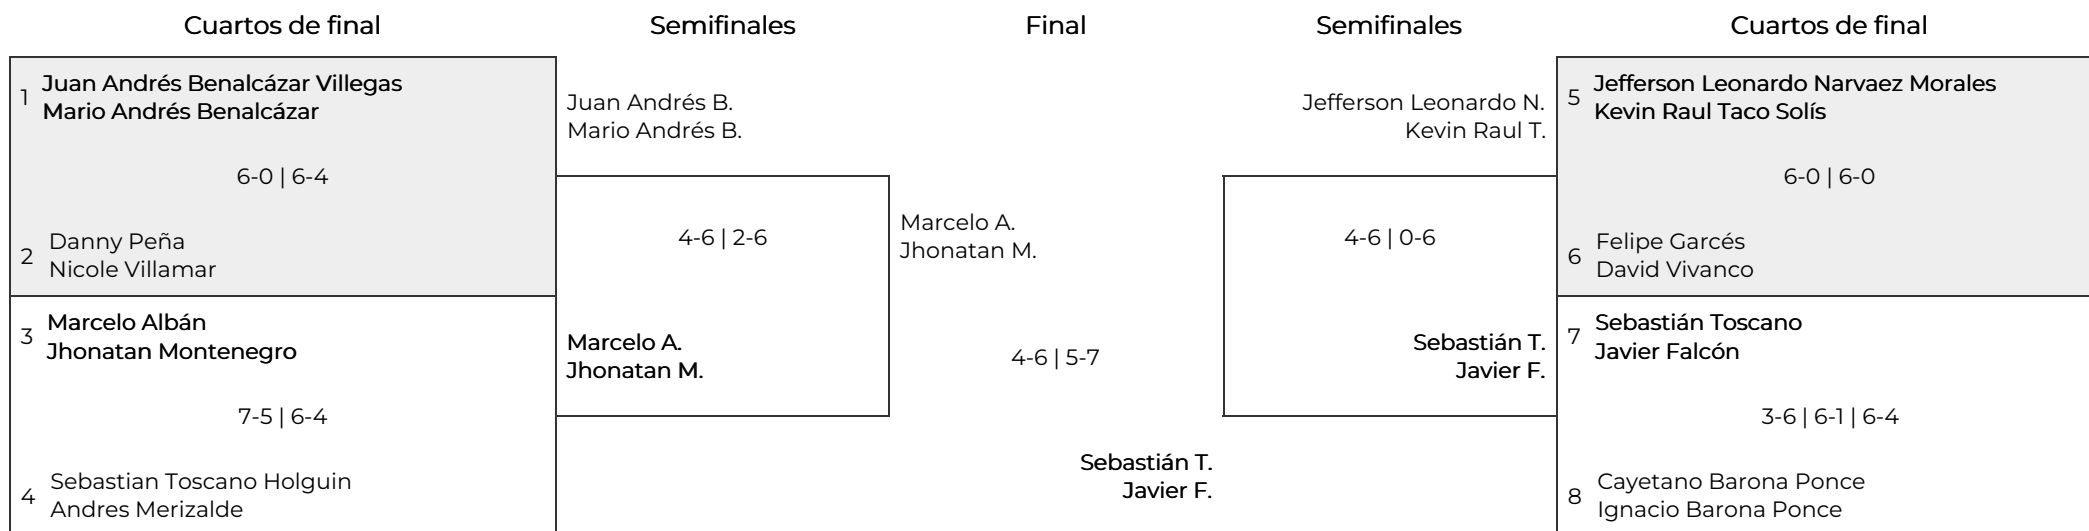 Cuartos de final
Semifinales
Final
Semifinales
Cuartos de final
1
Juan Andrés Benalcázar Villegas
Mario Andrés Benalcázar
6-0 | 6-4
2
Danny Peña
Nicole Villamar
3
Marcelo Albán
Jhonatan Montenegro
7-5 | 6-4
4
Sebastian Toscano Holguin
Andres Merizalde
Juan Andrés B.
Mario Andrés B.
4-6 | 2-6
Marcelo A.
Jhonatan M.
Marcelo A.
Jhonatan M.
4-6 | 5-7
Sebastián T.
Javier F.
Jefferson Leonardo N.
Kevin Raul T.
4-6 | 0-6
Sebastián T.
Javier F.
5
Jefferson Leonardo Narvaez Morales
Kevin Raul Taco Solís
6-0 | 6-0
6
Felipe Garcés
David Vivanco
7
Sebastián Toscano
Javier Falcón
3-6 | 6-1 | 6-4
8
Cayetano Barona Ponce
Ignacio Barona Ponce